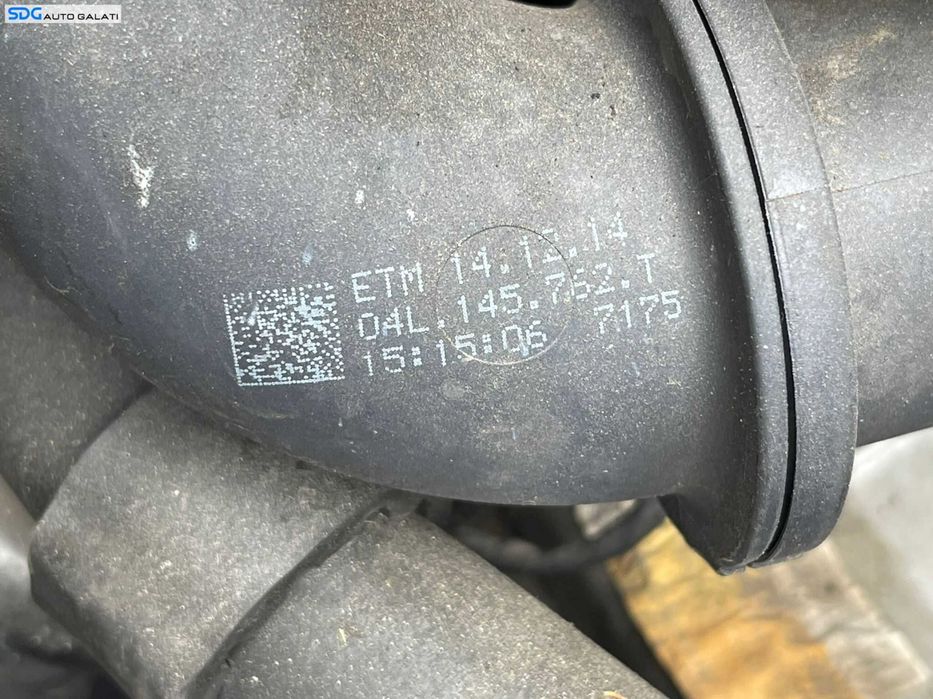 SDG AUTO GALATI
ETM 14.12.14
04L.145.762.T
15:15:06 7175